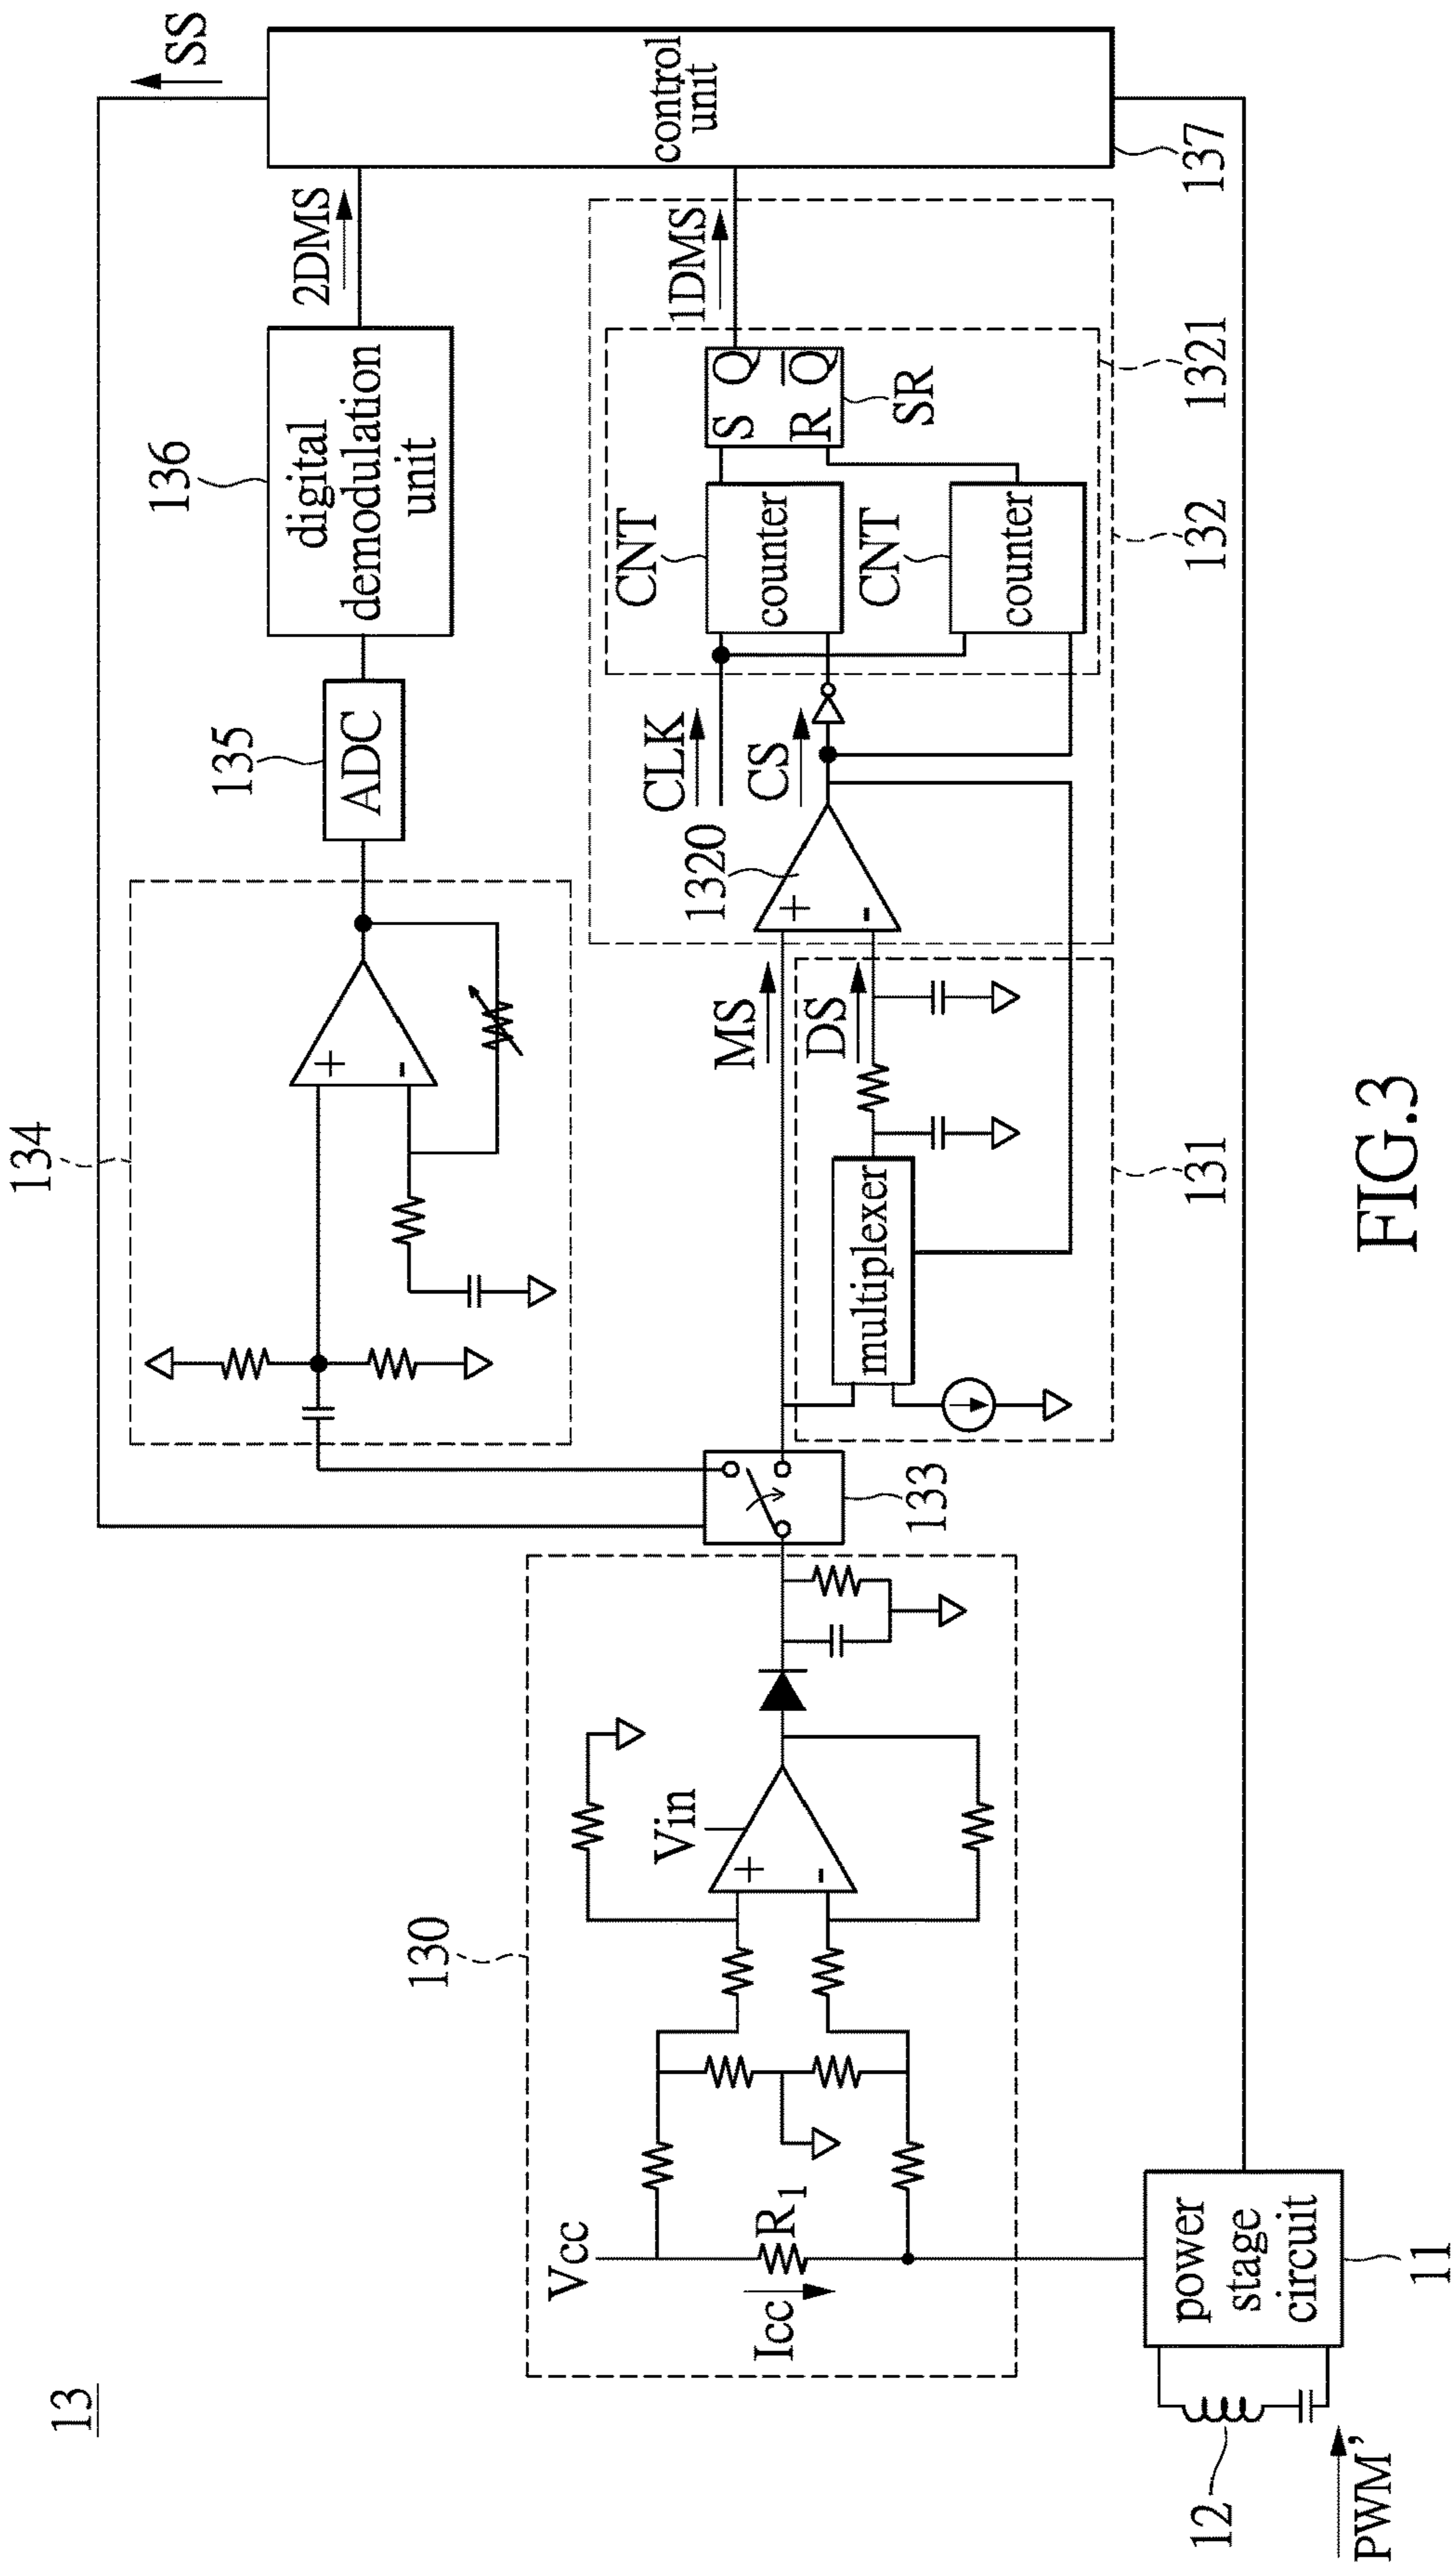 13
134
SS
135
136
ADC
digital
demodulation
unit
2DMS
control
unit
137
+
-
130
Vcc
Icc
R1
Vin
+
-
133
MS
DS
multiplexer
131
1320
+
-
CLK
CS
CNT
counter
CNT
counter
S
Q
R
Q
SR
1DMS
1321
132
12
PWM'
power
stage
circuit
11
FIG.3